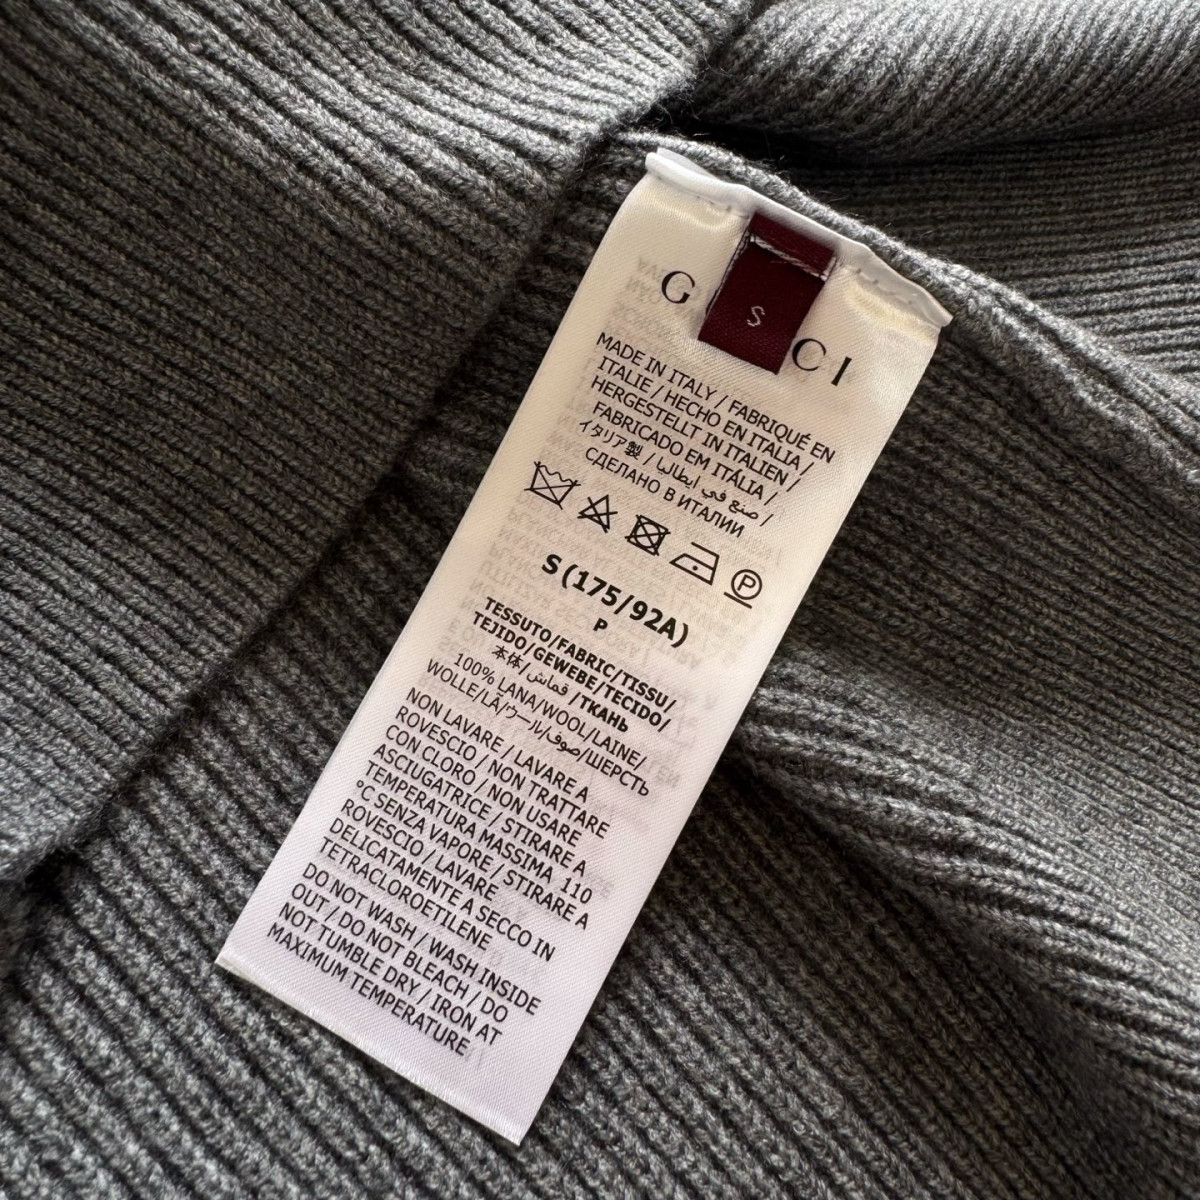 G CI
S
MADE IN ITALY / FABRIQUÉ EN
ITALIE / HECHO EN ITALIA /
HERGESTELLT IN ITALIEN /
FABRICADO EM ITÁLIA /
イタリア製 / صنع في ايطاليا /
СДЕЛАНО В ИТАЛИИ
P
S (175/92A)
P
TESSUTO/FABRIC/TISSU/
TEJIDO/GEWEBE/TECIDO/
本体/قماش/ТКАНЬ
100% LANA/WOOL/LAINE/
WOLLE/LÃ/ウール/صوف/ШЕРСТЬ
NON LAVARE / LAVARE A
ROVESCIO / NON TRATTARE
CON CLORO / NON USARE
ASCIUGATRICE / STIRARE A
TEMPERATURA MASSIMA 110
°C SENZA VAPORE / STIRARE A
ROVESCIO / LAVARE
DELICATAMENTE A SECCO IN
TETRACLOROETILENE
DO NOT WASH / WASH INSIDE
OUT / DO NOT BLEACH / DO
NOT TUMBLE DRY / IRON AT
MAXIMUM TEMPERATURE